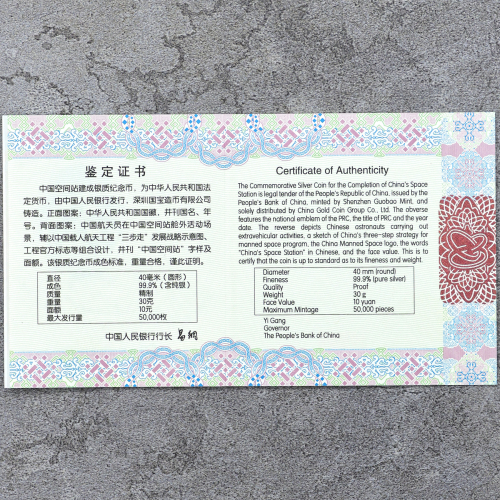 鉴定证书
中国空间站建成银质纪念币，为中华人民共和国法
定货币，由中国人民银行发行，深圳国宝造币有限公司
铸造。正面图案：中华人民共和国国徽，并刊国名、年
号。背面图案：中国航天员在中国空间站舱外活动场
景，辅以中国载人航天工程“三步走”发展战略示意图、
工程官方标志等组合设计，并刊“中国空间站”字样及
面额。该银质纪念币成色标准，重量合格，谨此证明。
直径 40毫米（圆形）
成色 99.9%（含纯银）
质量 精制
重量 30克
面额 10元
最大发行量 50,000枚
中国人民银行行长 易纲
Certificate of Authenticity
The Commemorative Silver Coin for the Completion of China's Space
Station is legal tender of the People's Republic of China, issued by the
People's Bank of China, minted by Shenzhen Guobao Mint, and
solely distributed by China Gold Coin Group Co., Ltd. The adverse
features the national emblem of the PRC, the title of PRC and the year
date. The reverse depicts Chinese astronauts carrying out
extravehicular activities, a sketch of China's three-step strategy for
manned space program, the China Manned Space logo, the words
"China's Space Station" in Chinese, and the face value. This is to
certify that the coin is up to standard as to its fineness and weight.
Diameter 40 mm (round)
Fineness 99.9% (pure silver)
Quality Proof
Weight 30 g
Face Value 10 yuan
Maximum Mintage 50,000 pieces
Yi Gang
Governor
The People's Bank of China